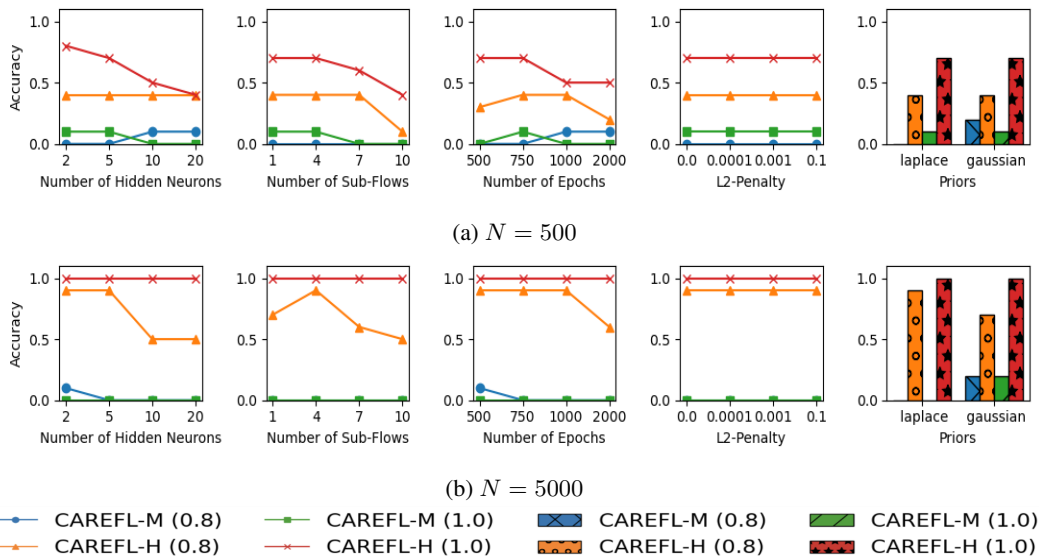 1.0 1.0 1.0 1.0 1.0
Accuracy
0.5 0.5 0.5 0.5 0.5
0.0 0.0 0.0 0.0 0.0
2 5 10 20 1 4 7 10 500 750 1000 2000 0.0 0.0001 0.001 0.1 laplace gaussian
Number of Hidden Neurons Number of Sub-Flows Number of Epochs L2-Penalty Priors
(a) N = 500
1.0 1.0 1.0 1.0 1.0
Accuracy
0.5 0.5 0.5 0.5 0.5
0.0 0.0 0.0 0.0 0.0
2 5 10 20 1 4 7 10 500 750 1000 2000 0.0 0.0001 0.001 0.1 laplace gaussian
Number of Hidden Neurons Number of Sub-Flows Number of Epochs L2-Penalty Priors
(b) N = 5000
CAREFL-M (0.8) CAREFL-M (1.0) CAREFL-M (0.8) CAREFL-M (1.0)
CAREFL-H (0.8) CAREFL-H (1.0) CAREFL-H (0.8) CAREFL-H (1.0)